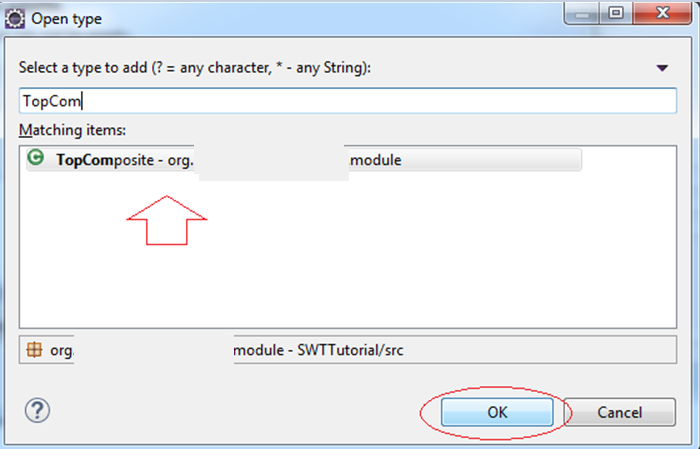 Open type
Select a type to add (? = any character, * - any String):
TopCom
Matching items:
TopComposite - org. module
org. module - SWTTutorial/src
OK Cancel